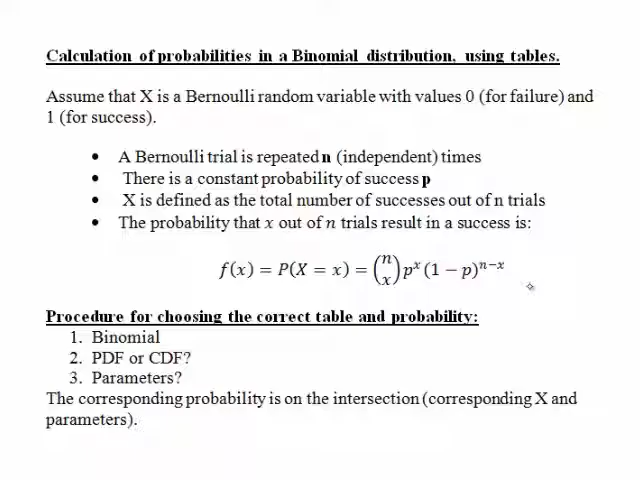 Calculation of probabilities in a Binomial distribution, using tables.
Assume that X is a Bernoulli random variable with values 0 (for failure) and
1 (for success).
• A Bernoulli trial is repeated n (independent) times
• There is a constant probability of success p
• X is defined as the total number of successes out of n trials
• The probability that x out of n trials result in a success is:
f(x) = P(X = x) = (n x) pˣ (1 − p)ⁿ⁻ˣ
Procedure for choosing the correct table and probability:
1. Binomial
2. PDF or CDF?
3. Parameters?
The corresponding probability is on the intersection (corresponding X and
parameters).